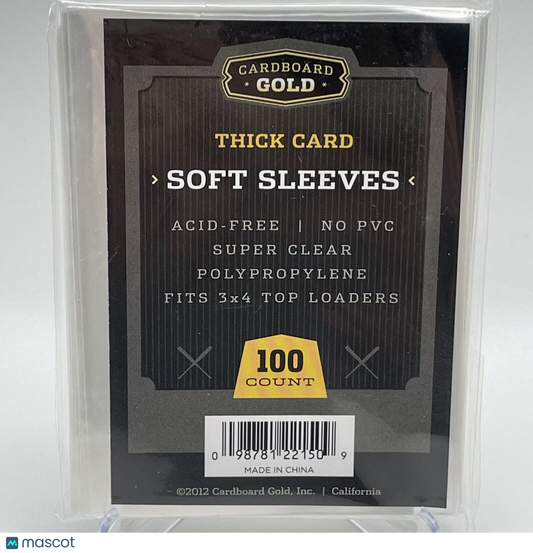 CARDBOARD
GOLD
THICK CARD
› SOFT SLEEVES ‹
ACID-FREE | NO PVC
SUPER CLEAR
POLYPROPYLENE
FITS 3x4 TOP LOADERS
100
COUNT
0 98781 22150 9
MADE IN CHINA
©2012 Cardboard Gold, Inc. | California
mascot